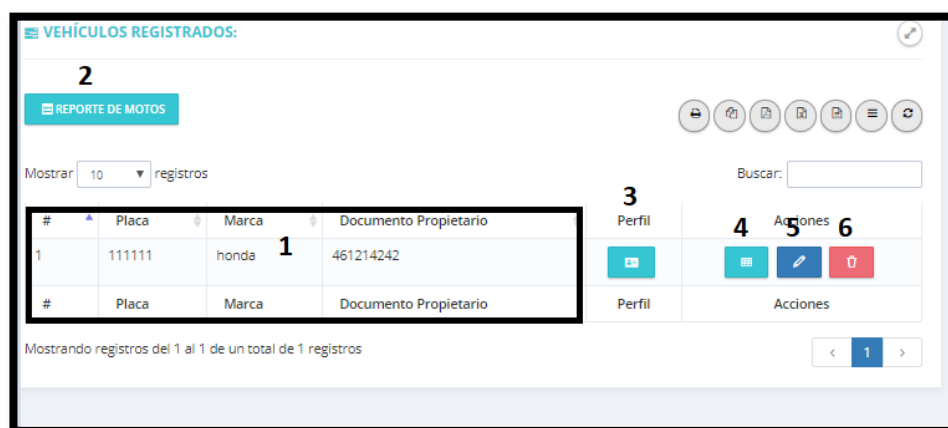 VEHÍCULOS REGISTRADOS:
2
REPORTE DE MOTOS
Mostrar 10 registros Buscar:
3
# Placa Marca Documento Propietario Perfil Acciones
4 5 6
1 111111 honda 1 461214242
# Placa Marca Documento Propietario Perfil Acciones
Mostrando registros del 1 al 1 de un total de 1 registros < 1 >